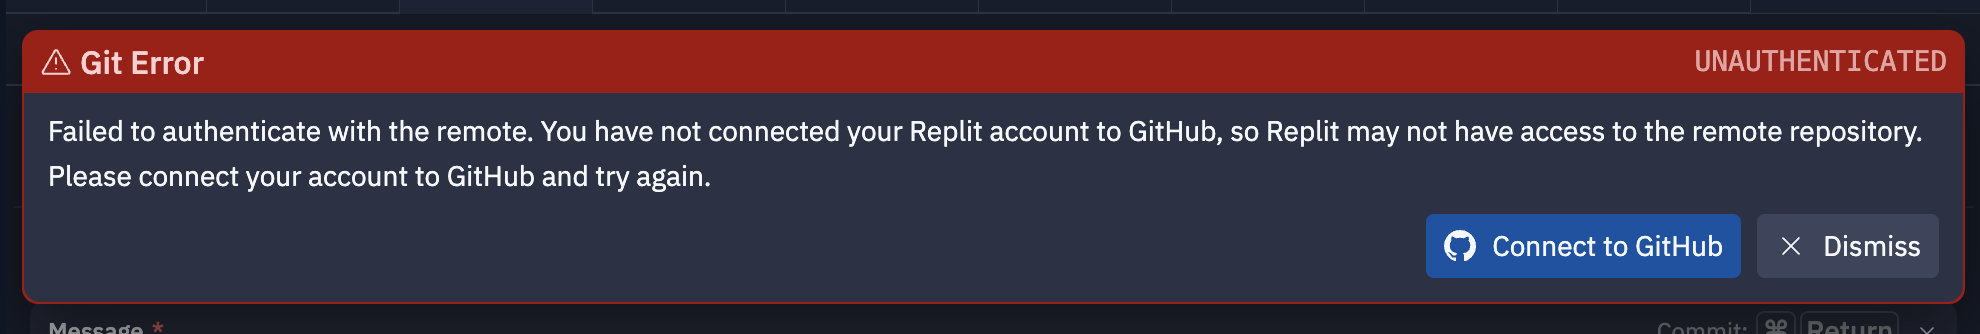 Git Error
UNAUTHENTICATED
Failed to authenticate with the remote. You have not connected your Replit account to GitHub, so Replit may not have access to the remote repository.
Please connect your account to GitHub and try again.
Connect to GitHub
Dismiss
Message *
Commit: ⌘ Return